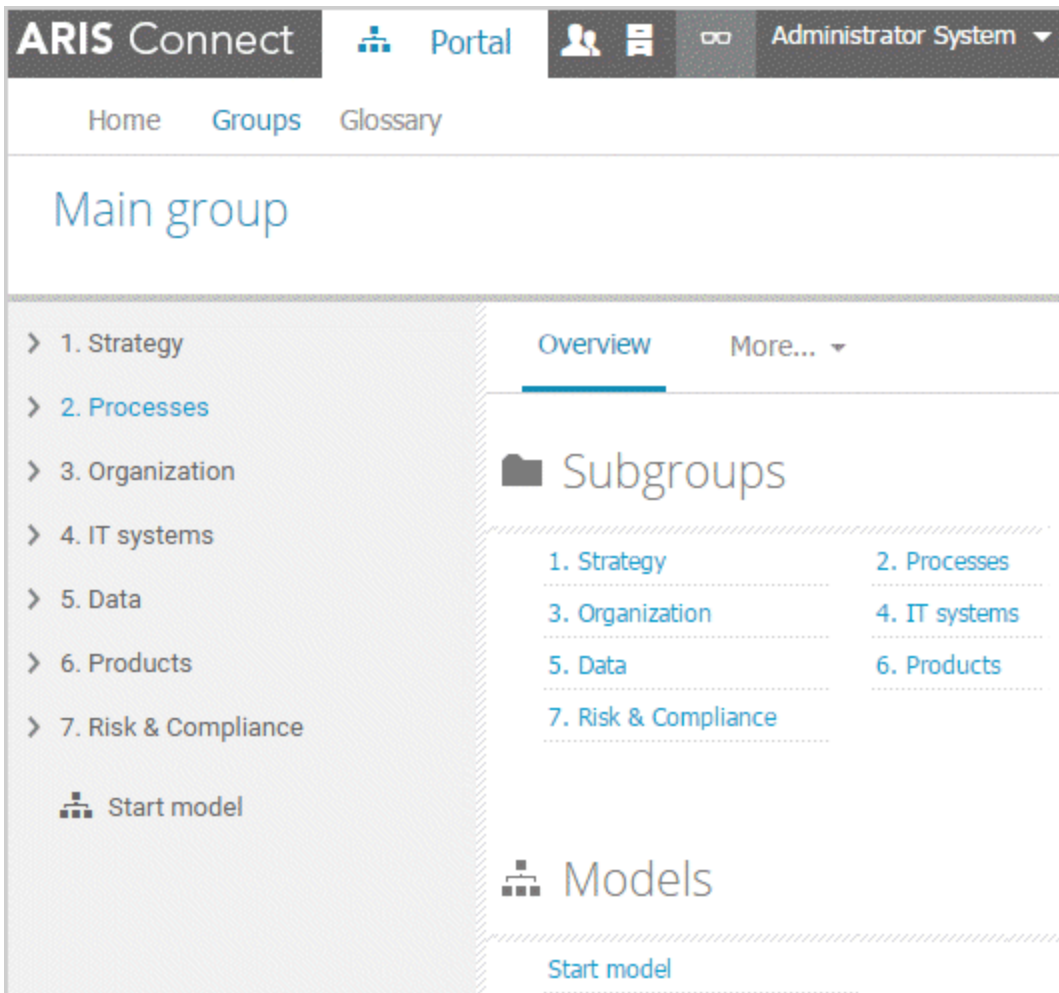 ARIS Connect Portal Administrator System
Home Groups Glossary
Main group
1. Strategy
2. Processes
3. Organization
4. IT systems
5. Data
6. Products
7. Risk & Compliance
Start model
Overview More...
Subgroups
1. Strategy 2. Processes
3. Organization 4. IT systems
5. Data 6. Products
7. Risk & Compliance
Models
Start model